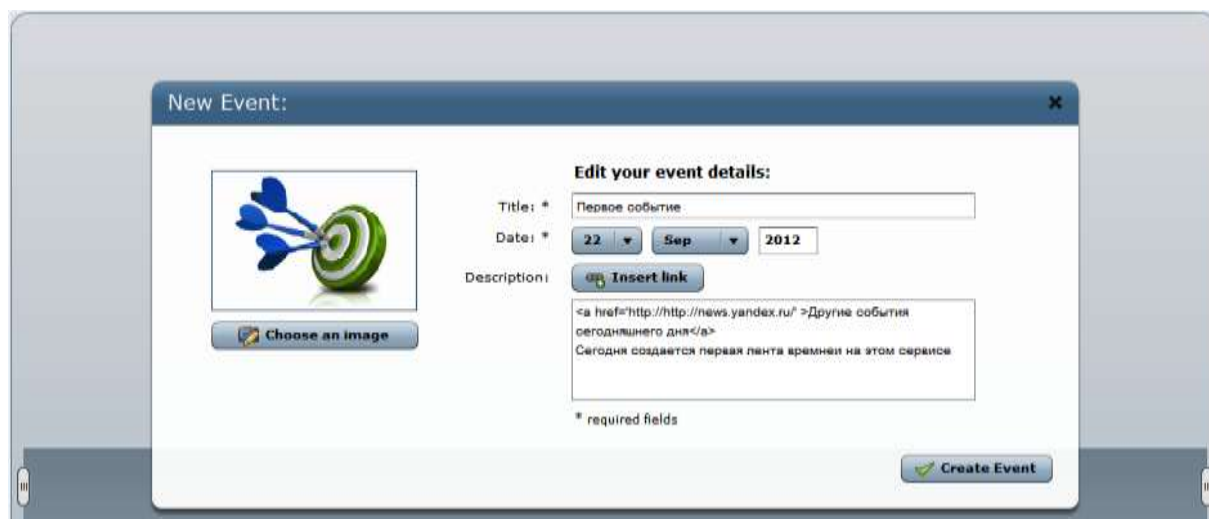 New Event:
Edit your event details:
Title: *
Первое событие
Date: *
22
Sep
2012
Description:
Insert link
<a href='http://http://news.yandex.ru/' >Другие события
сегодняшнего дня</a>
Сегодня создается первая лента времнеи на этом сервисе
Choose an image
* required fields
Create Event